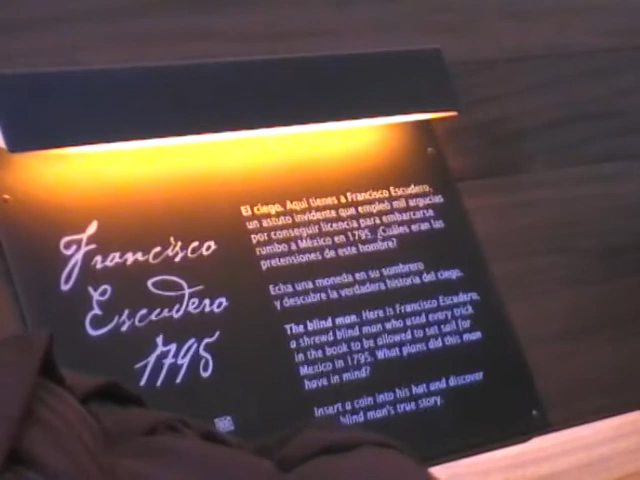 Francisco
Escudero
1795
El ciego. Aquí tienes a Francisco Escudero,
un astuto invidente que empleó mil argucias
por conseguir licencia para embarcarse
rumbo a México en 1795. ¿Cuáles eran las
pretensiones de este hombre?
Echa una moneda en su sombrero
y descubre la verdadera historia del ciego.
The blind man. Here is Francisco Escudero,
a shrewd blind man who used every trick
in the book to be allowed to set sail for
Mexico in 1795. What plans did this man
have in mind?
Insert a coin into his hat and discover
blind man's true story.